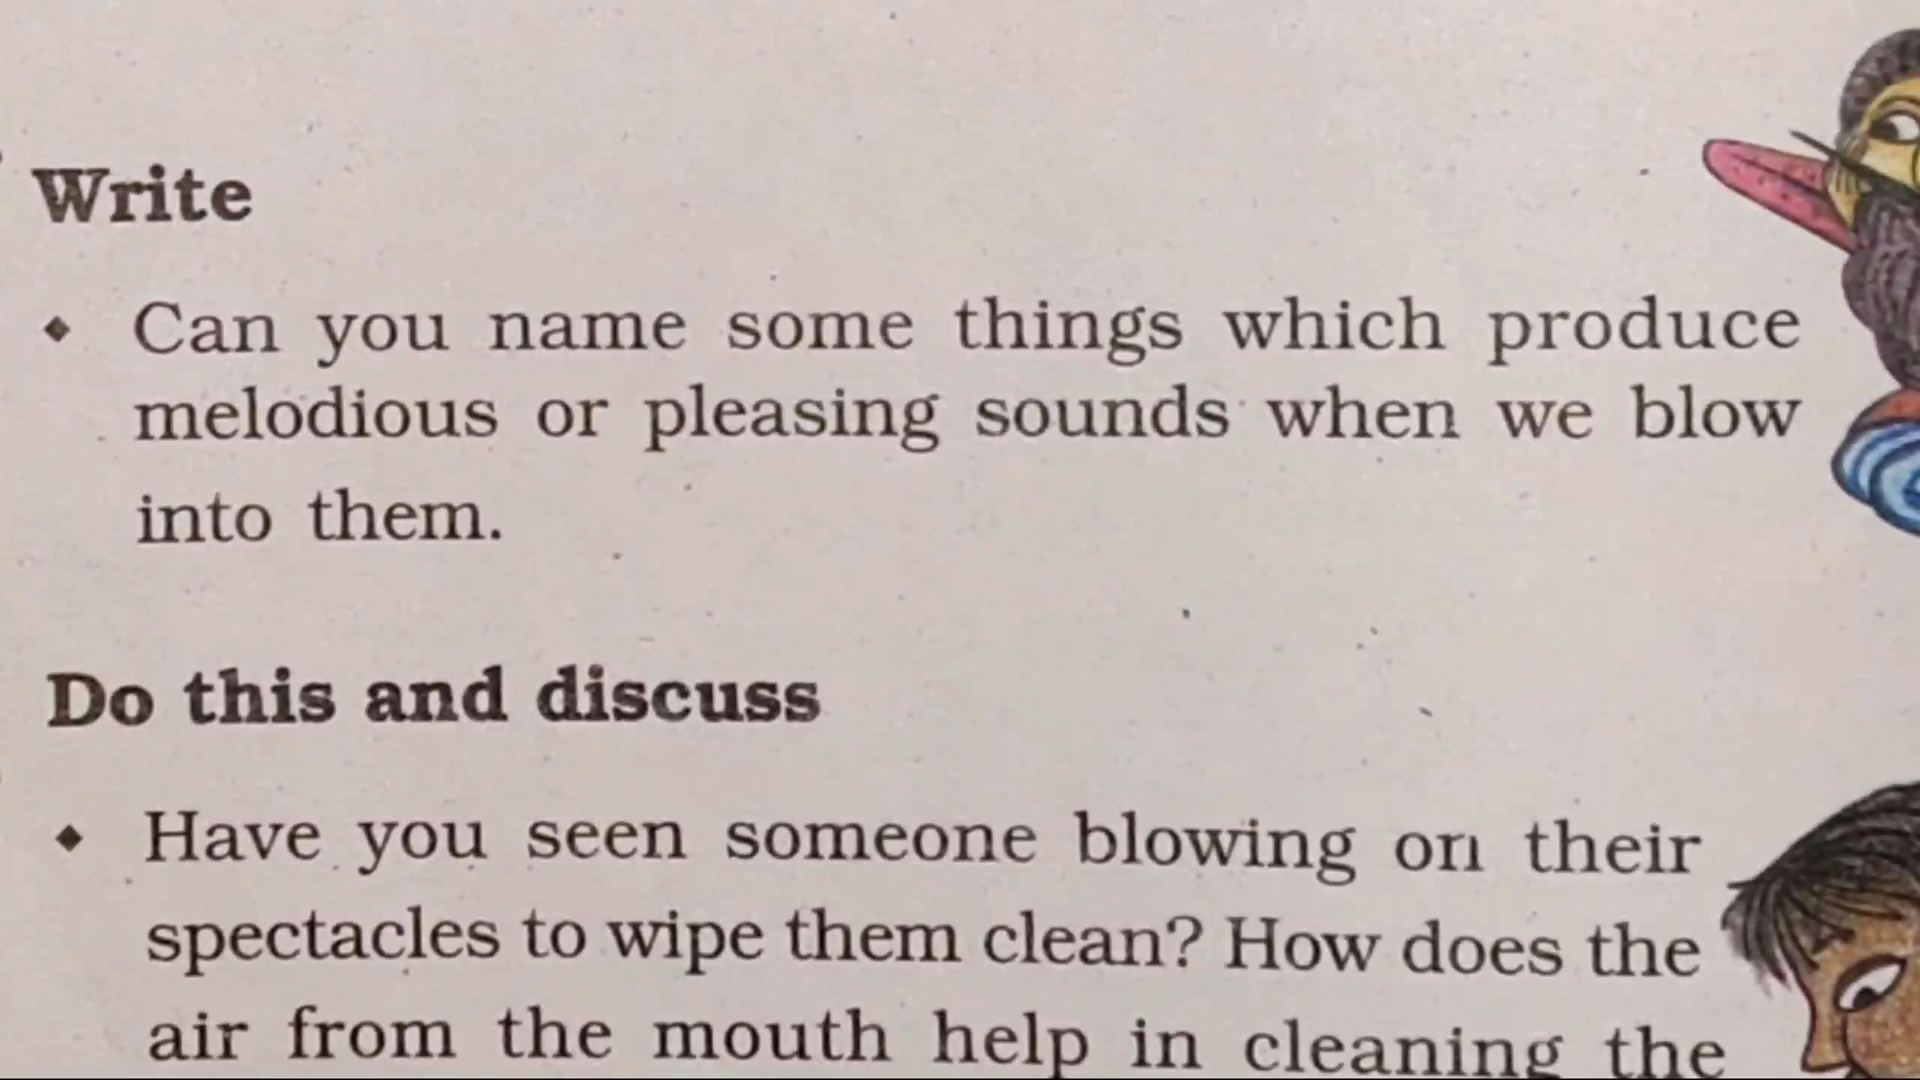 Write
◆ Can you name some things which produce
melodious or pleasing sounds when we blow
into them.
Do this and discuss
◆ Have you seen someone blowing on their
spectacles to wipe them clean? How does the
air from the mouth help in cleaning the